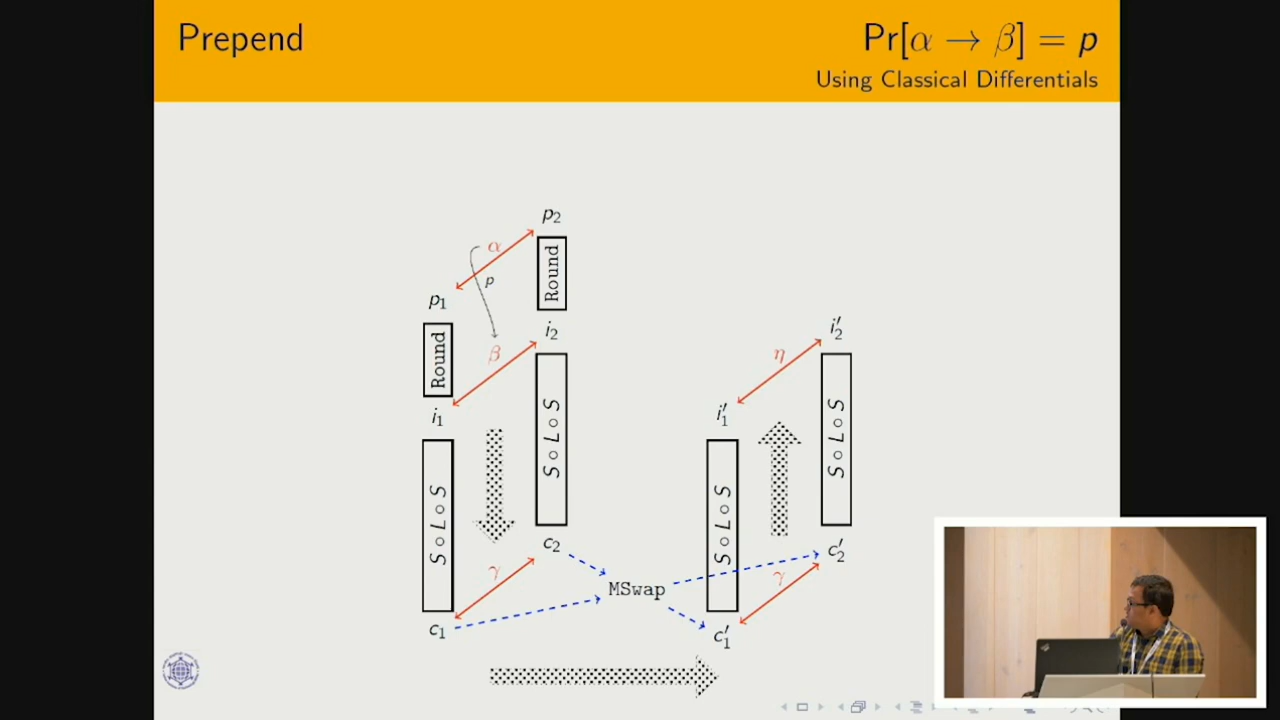 Prepend
Pr[α → β] = p
Using Classical Differentials
p₂
α
Round
p
p₁
i₂
i′₂
Round
β
η
i₁
i′₁
S ∘ L ∘ S
S ∘ L ∘ S
S ∘ L ∘ S
S ∘ L ∘ S
c₂
c′₂
γ
MSwap
γ
c₁
c′₁